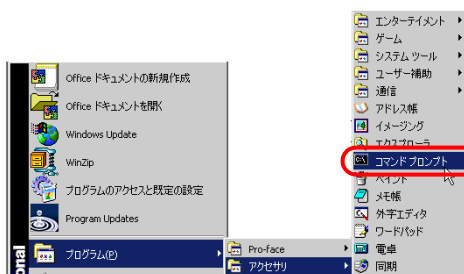 Office ドキュメントの新規作成
Office ドキュメントを開く
Windows Update
WinZip
プログラムのアクセスと既定の設定
Program Updates
プログラム(P)
Pro-face
アクセサリ
エンターテイメント
ゲーム
システム ツール
ユーザー補助
通信
アドレス帳
イメージング
エクスプローラ
コマンド プロンプト
ペイント
メモ帳
外字エディタ
ワードパッド
電卓
同期
onal